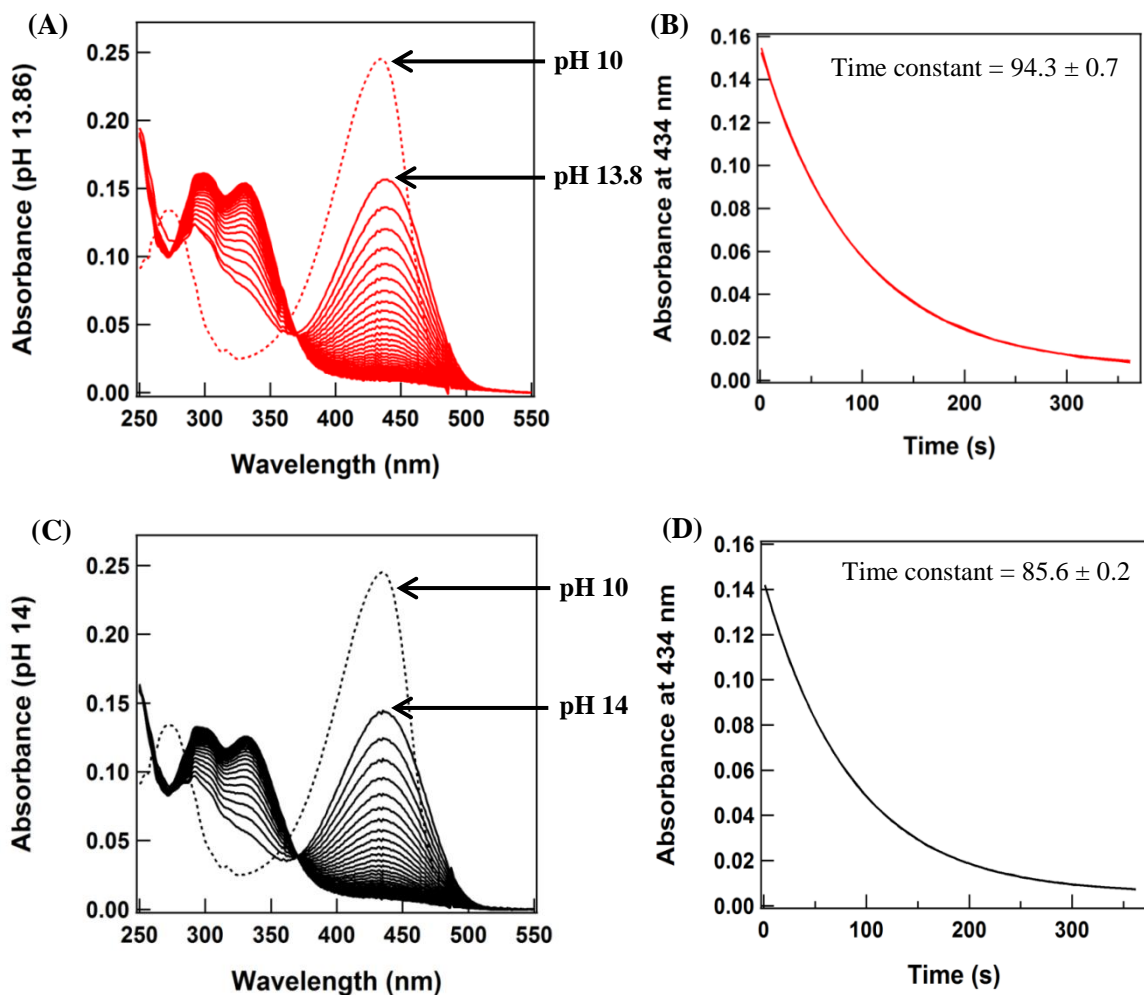 (A)
Absorbance (pH 13.86)
0.25
0.20
0.15
0.10
0.05
0.00
250 300 350 400 450 500 550
Wavelength (nm)
pH 10
pH 13.8
(B)
Absorbance at 434 nm
0.16
0.14
0.12
0.10
0.08
0.06
0.04
0.02
0.00
0 100 200 300
Time (s)
Time constant = 94.3 ± 0.7
(C)
Absorbance (pH 14)
0.25
0.20
0.15
0.10
0.05
0.00
250 300 350 400 450 500 550
Wavelength (nm)
pH 10
pH 14
(D)
Absorbance at 434 nm
0.16
0.14
0.12
0.10
0.08
0.06
0.04
0.02
0.00
0 100 200 300
Time (s)
Time constant = 85.6 ± 0.2